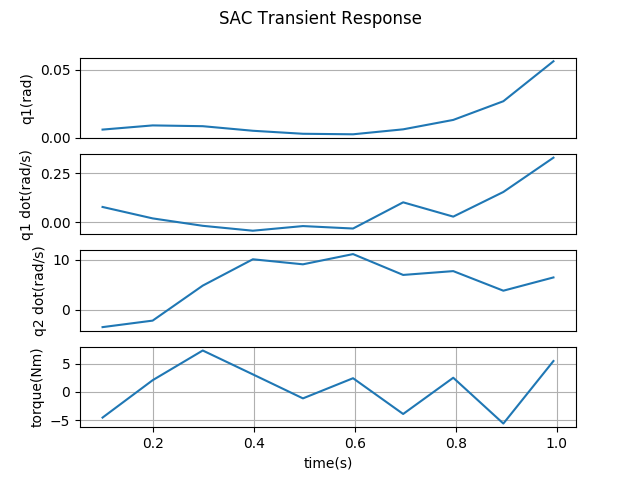 SAC Transient Response
q1(rad)
0.05
0.00
q1 dot(rad/s)
0.25
0.00
q2 dot(rad/s)
10
0
torque(Nm)
5
0
−5
0.2 0.4 0.6 0.8 1.0
time(s)